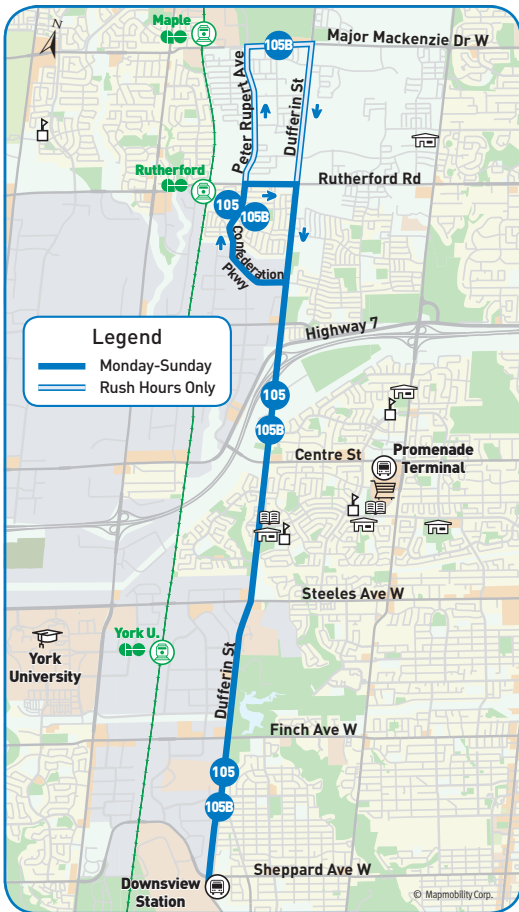 Maple
N
105B
Major Mackenzie Dr W
Peter Rupert Ave
Dufferin St
Rutherford
Rutherford Rd
105
105B
Confederation
Pkwy
Legend
Monday-Sunday
Rush Hours Only
Highway 7
105
105B
Centre St
Promenade
Terminal
Steeles Ave W
York U.
York
University
Dufferin St
Finch Ave W
105
105B
Sheppard Ave W
Downsview
Station
© Mapmobility Corp.